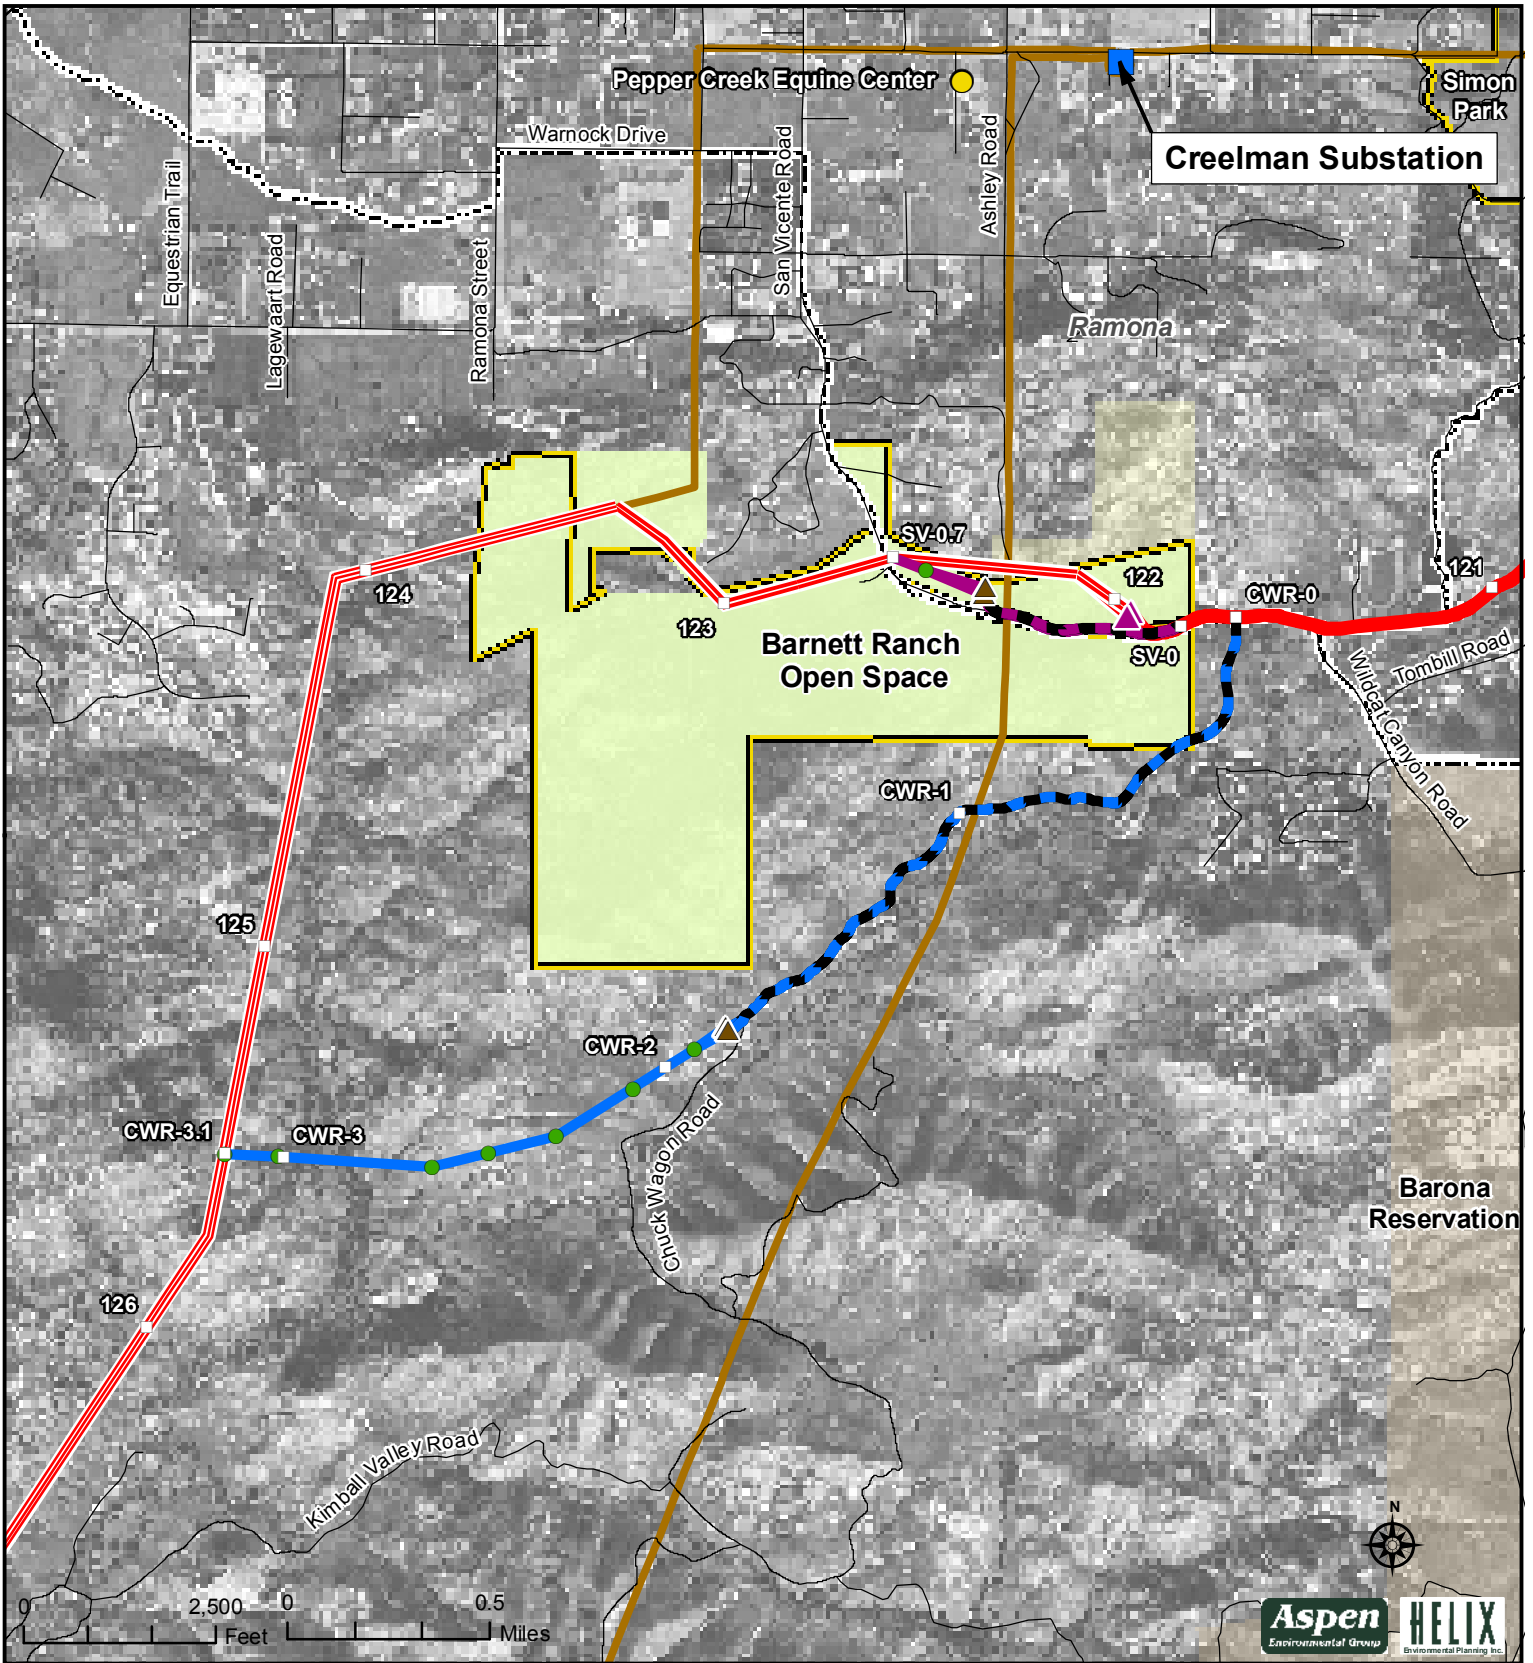 Pepper Creek Equine Center
Simon
Park
Warnock Drive
Creelman Substation
Equestrian Trail
San Vicente Road
Ashley Road
Lagewaart Road
Ramona Street
Ramona
SV-0.7
124
122
121
CWR-0
123
Barnett Ranch
Open Space
SV-0
Tombill Road
Wildcat Canyon Road
CWR-1
125
CWR-2
CWR-3.1
CWR-3
Chuck Wagon Road
Barona
Reservation
126
Kimball Valley Road
N
0 2,500
Feet
0 0.5
Miles
Aspen
Environmental Group
HELIX
Environmental Planning Inc.